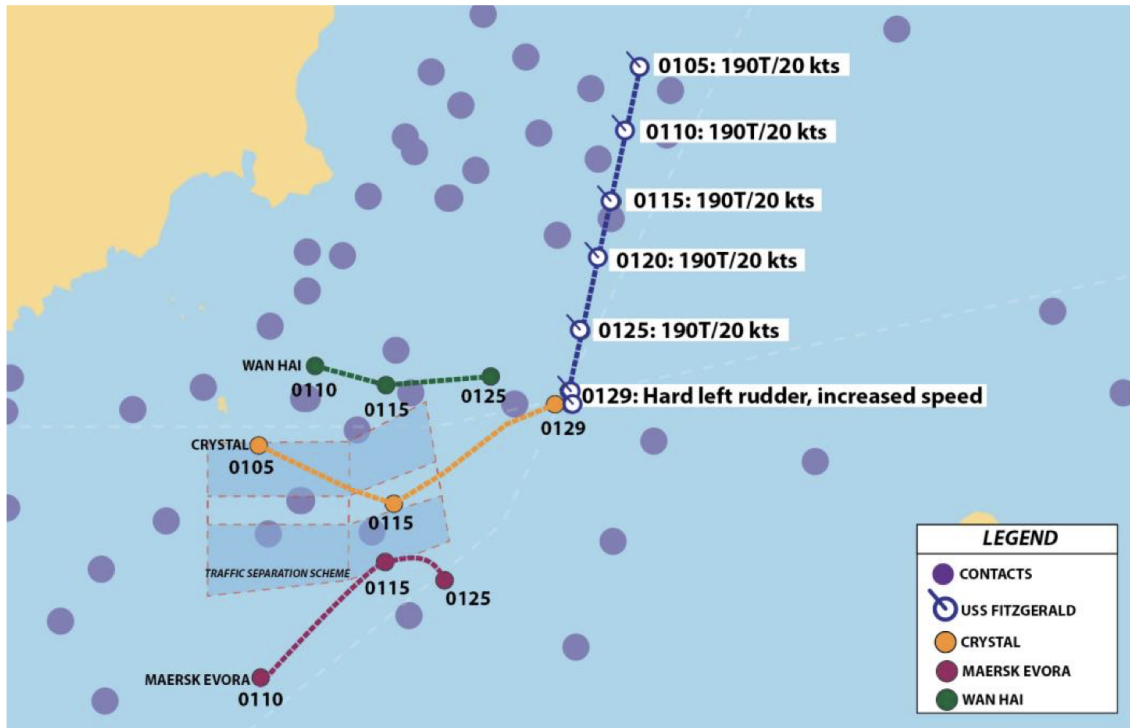 0105: 190T/20 kts
0110: 190T/20 kts
0115: 190T/20 kts
0120: 190T/20 kts
0125: 190T/20 kts
WAN HAI
0110
0115
0125
0129: Hard left rudder, increased speed
0129
CRYSTAL
0105
0115
TRAFFIC SEPARATION SCHEME
0115
0125
MAERSK EVORA
0110
LEGEND
CONTACTS
USS FITZGERALD
CRYSTAL
MAERSK EVORA
WAN HAI